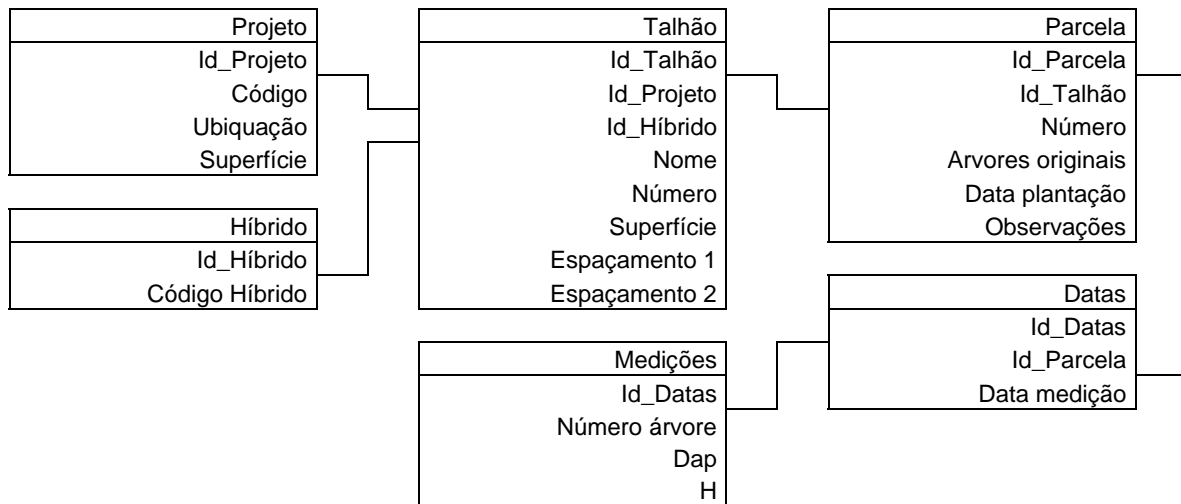 Projeto
Id_Projeto
Código
Ubiquação
Superfície
Híbrido
Id_Híbrido
Código Híbrido
Talhão
Id_Talhão
Id_Projeto
Id_Híbrido
Nome
Número
Superfície
Espaçamento 1
Espaçamento 2
Medições
Id_Datas
Número árvore
Dap
H
Parcela
Id_Parcela
Id_Talhão
Número
Arvores originais
Data plantação
Observações
Datas
Id_Datas
Id_Parcela
Data medição